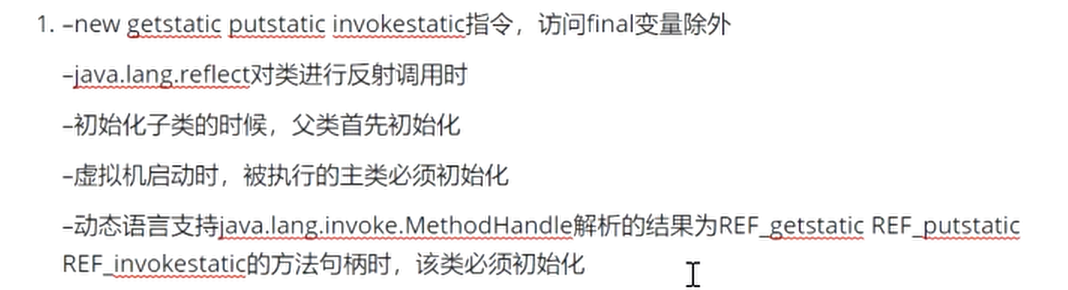 1. –new getstatic putstatic invokestatic指令，访问final变量除外
–java.lang.reflect对类进行反射调用时
–初始化子类的时候，父类首先初始化
–虚拟机启动时，被执行的主类必须初始化
–动态语言支持java.lang.invoke.MethodHandle解析的结果为REF_getstatic REF_putstatic
REF_invokestatic的方法句柄时，该类必须初始化